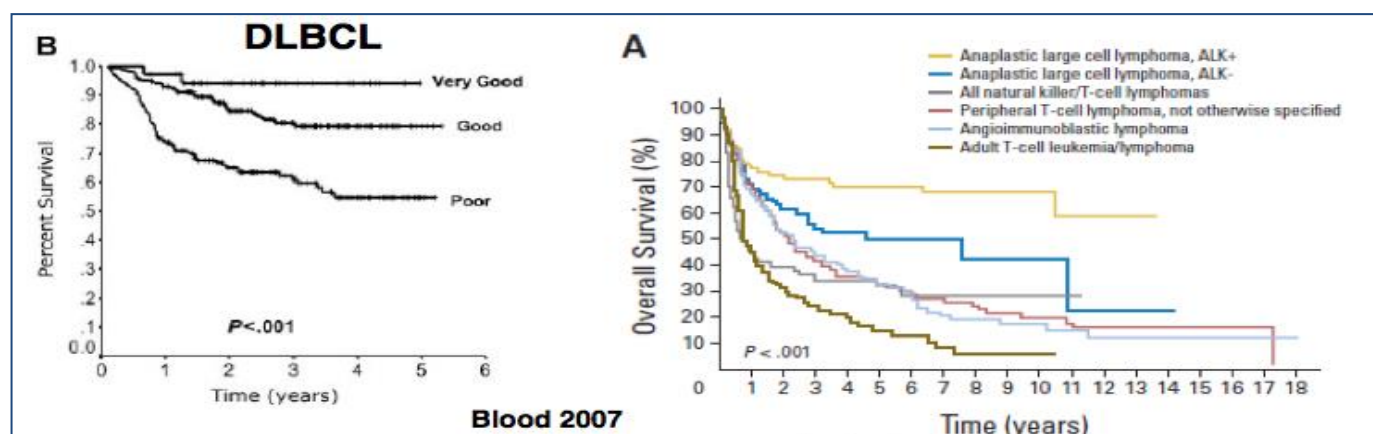 B
DLBCL
Percent Survival
1.0
.9
.8
.7
.6
.5
.4
.3
.2
.1
0.0
Very Good
Good
Poor
P<.001
0 1 2 3 4 5 6
Time (years)
Blood 2007
A
Anaplastic large cell lymphoma, ALK+
Anaplastic large cell lymphoma, ALK-
All natural killer/T-cell lymphomas
Peripheral T-cell lymphoma, not otherwise specified
Angioimmunoblastic lymphoma
Adult T-cell leukemia/lymphoma
Overall Survival (%)
100
90
80
70
60
50
40
30
20
10
P < .001
0 1 2 3 4 5 6 7 8 9 10 11 12 13 14 15 16 17 18
Time (years)